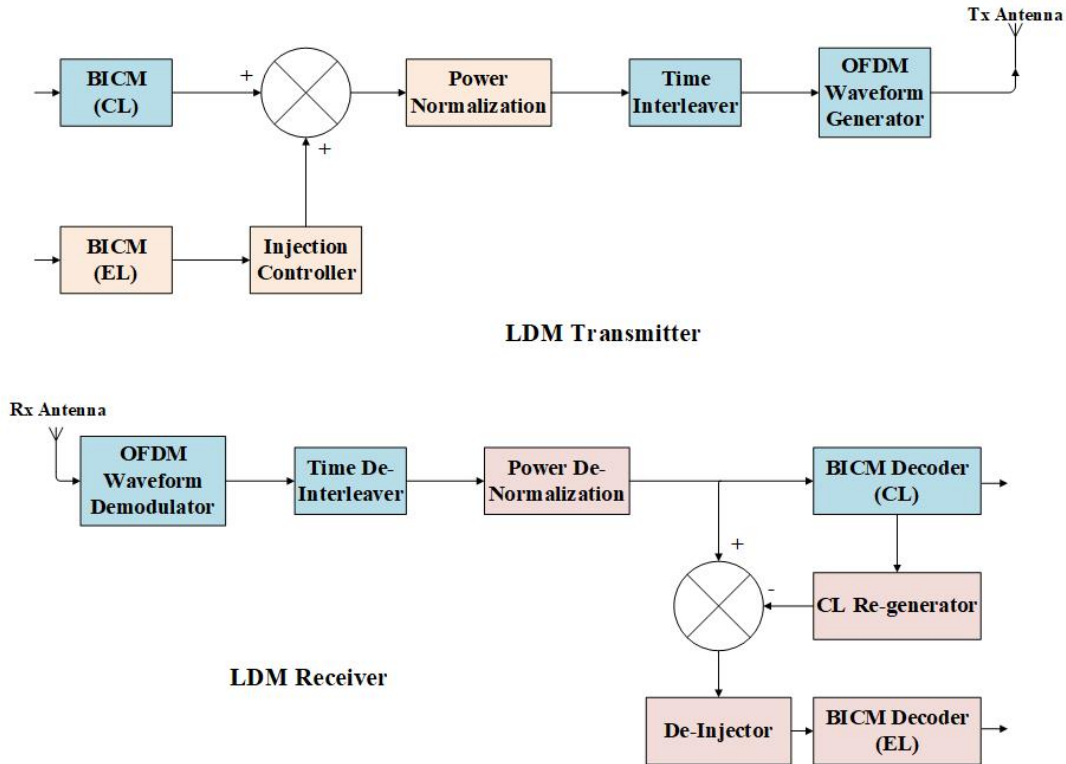 Tx Antenna
BICM
(CL)
+
Power
Normalization
Time
Interleaver
OFDM
Waveform
Generator
+
BICM
(EL)
Injection
Controller
LDM Transmitter
Rx Antenna
OFDM
Waveform
Demodulator
Time De-
Interleaver
Power De-
Normalization
BICM Decoder
(CL)
+
-
CL Re-generator
LDM Receiver
De-Injector
BICM Decoder
(EL)